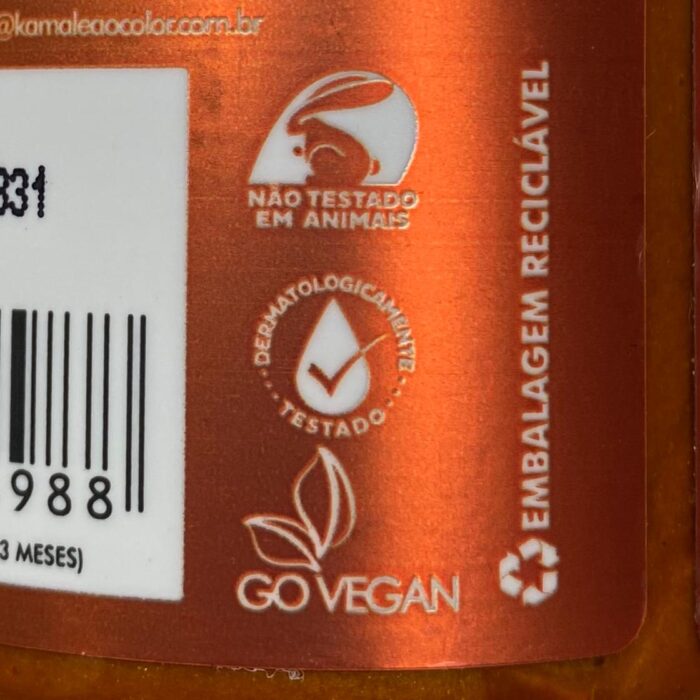 @kamaleaocolor.com.br
331
988
3 MESES)
NÃO TESTADO
EM ANIMAIS
DERMATOLOGICAMENTE
TESTADO
GO VEGAN
EMBALAGEM RECICLÁVEL